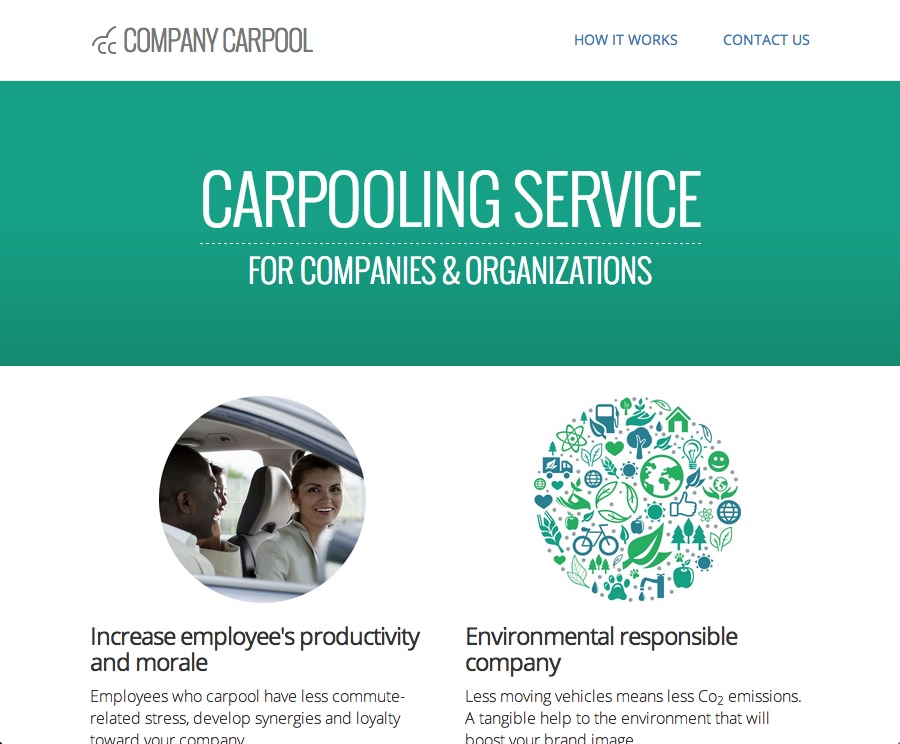 COMPANY CARPOOL
HOW IT WORKS
CONTACT US
CARPOOLING SERVICE
FOR COMPANIES & ORGANIZATIONS
Increase employee's productivity
and morale
Employees who carpool have less commute-
related stress, develop synergies and loyalty
toward your company
Environmental responsible
company
Less moving vehicles means less Co₂ emissions.
A tangible help to the environment that will
boost your brand image